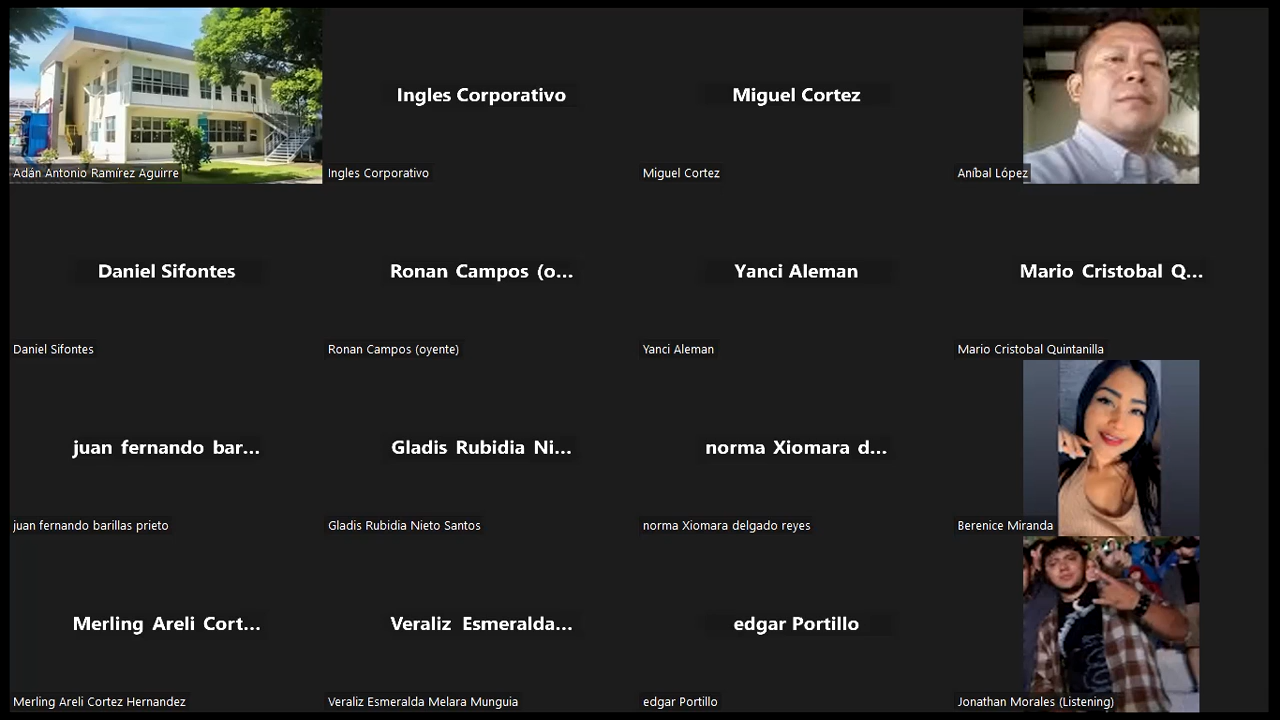 Adán Antonio Ramírez Aguirre
Ingles Corporativo
Ingles Corporativo
Miguel Cortez
Miguel Cortez
Aníbal López
Daniel Sifontes
Daniel Sifontes
Ronan Campos (o...
Ronan Campos (oyente)
Yanci Aleman
Yanci Aleman
Mario Cristobal Q...
Mario Cristobal Quintanilla
juan fernando bar...
juan fernando barillas prieto
Gladis Rubidia Ni...
Gladis Rubidia Nieto Santos
norma Xiomara d...
norma Xiomara delgado reyes
Berenice Miranda
Merling Areli Cort...
Merling Areli Cortez Hernandez
Veraliz Esmeralda...
Veraliz Esmeralda Melara Munguia
edgar Portillo
edgar Portillo
Jonathan Morales (Listening)